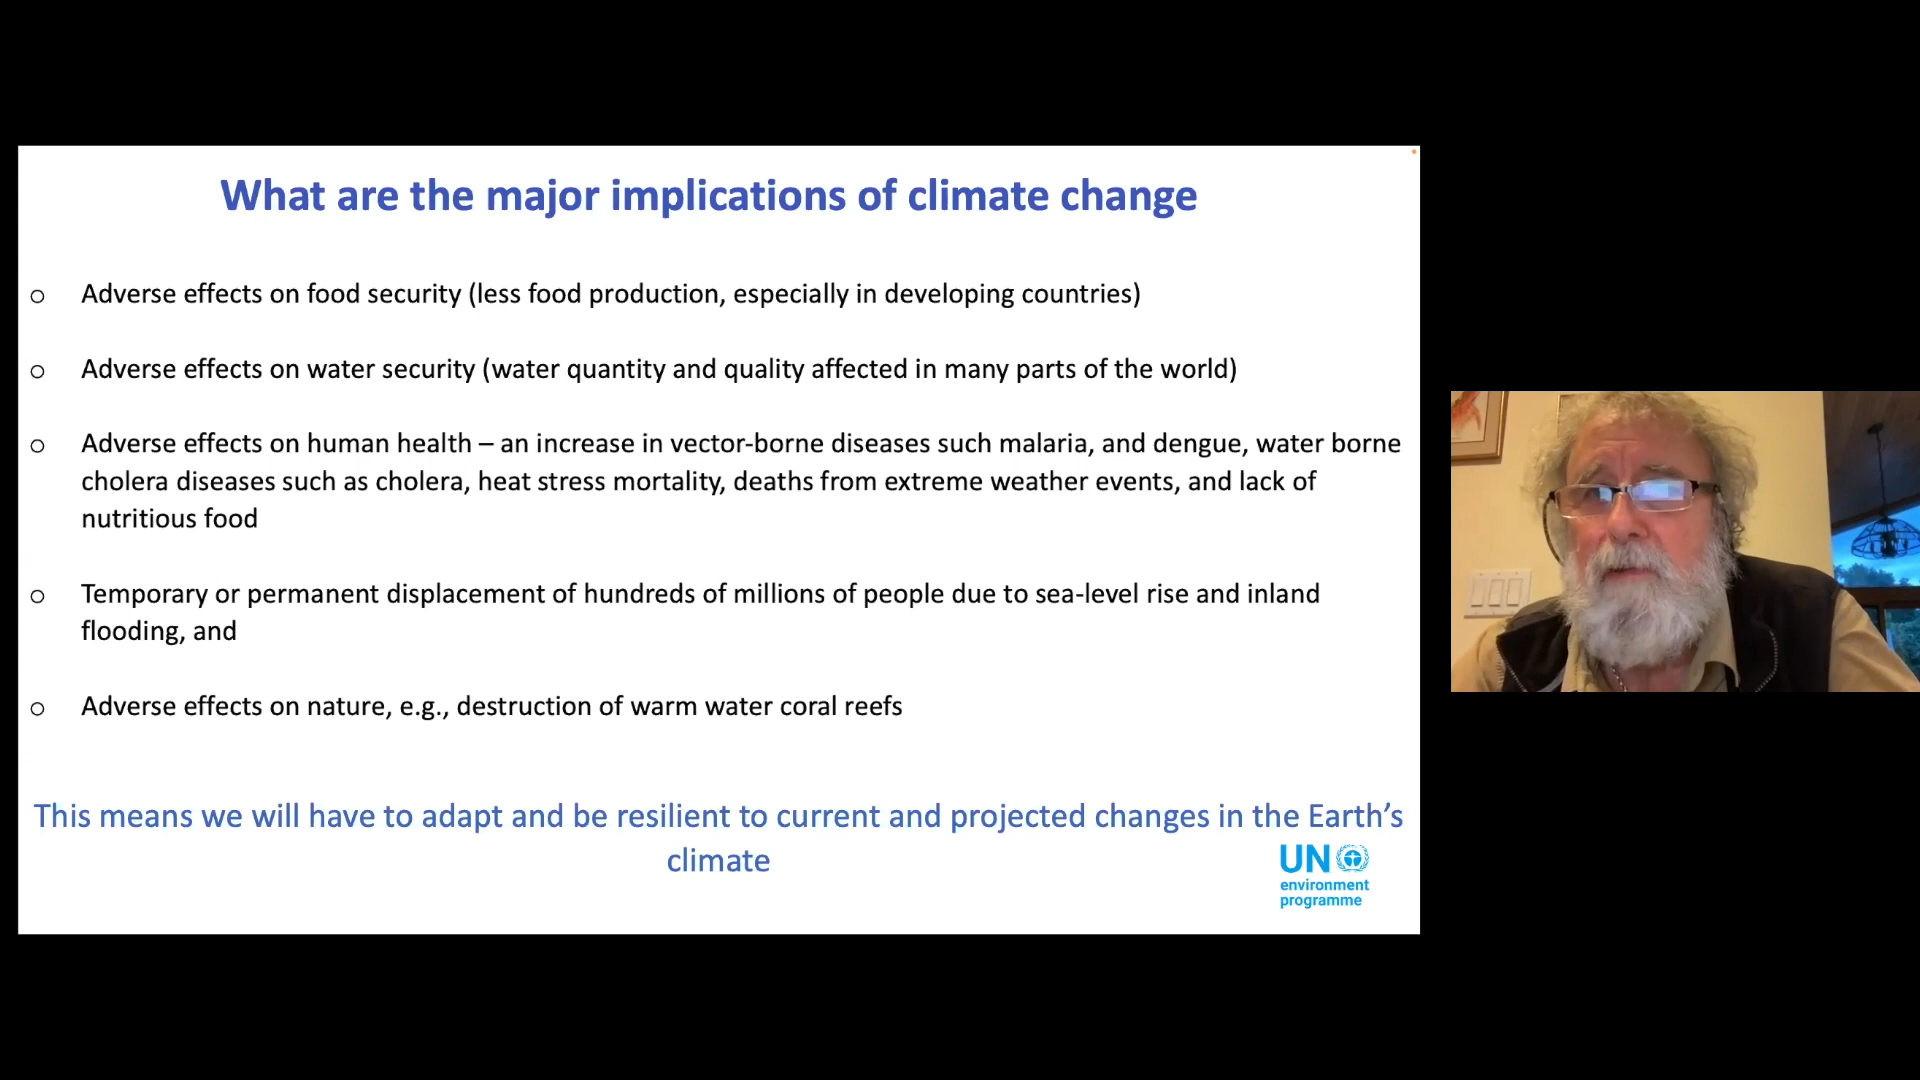 What are the major implications of climate change
o Adverse effects on food security (less food production, especially in developing countries)
o Adverse effects on water security (water quantity and quality affected in many parts of the world)
o Adverse effects on human health – an increase in vector-borne diseases such malaria, and dengue, water borne
cholera diseases such as cholera, heat stress mortality, deaths from extreme weather events, and lack of
nutritious food
o Temporary or permanent displacement of hundreds of millions of people due to sea-level rise and inland
flooding, and
o Adverse effects on nature, e.g., destruction of warm water coral reefs
This means we will have to adapt and be resilient to current and projected changes in the Earth’s
climate
UN
environment
programme